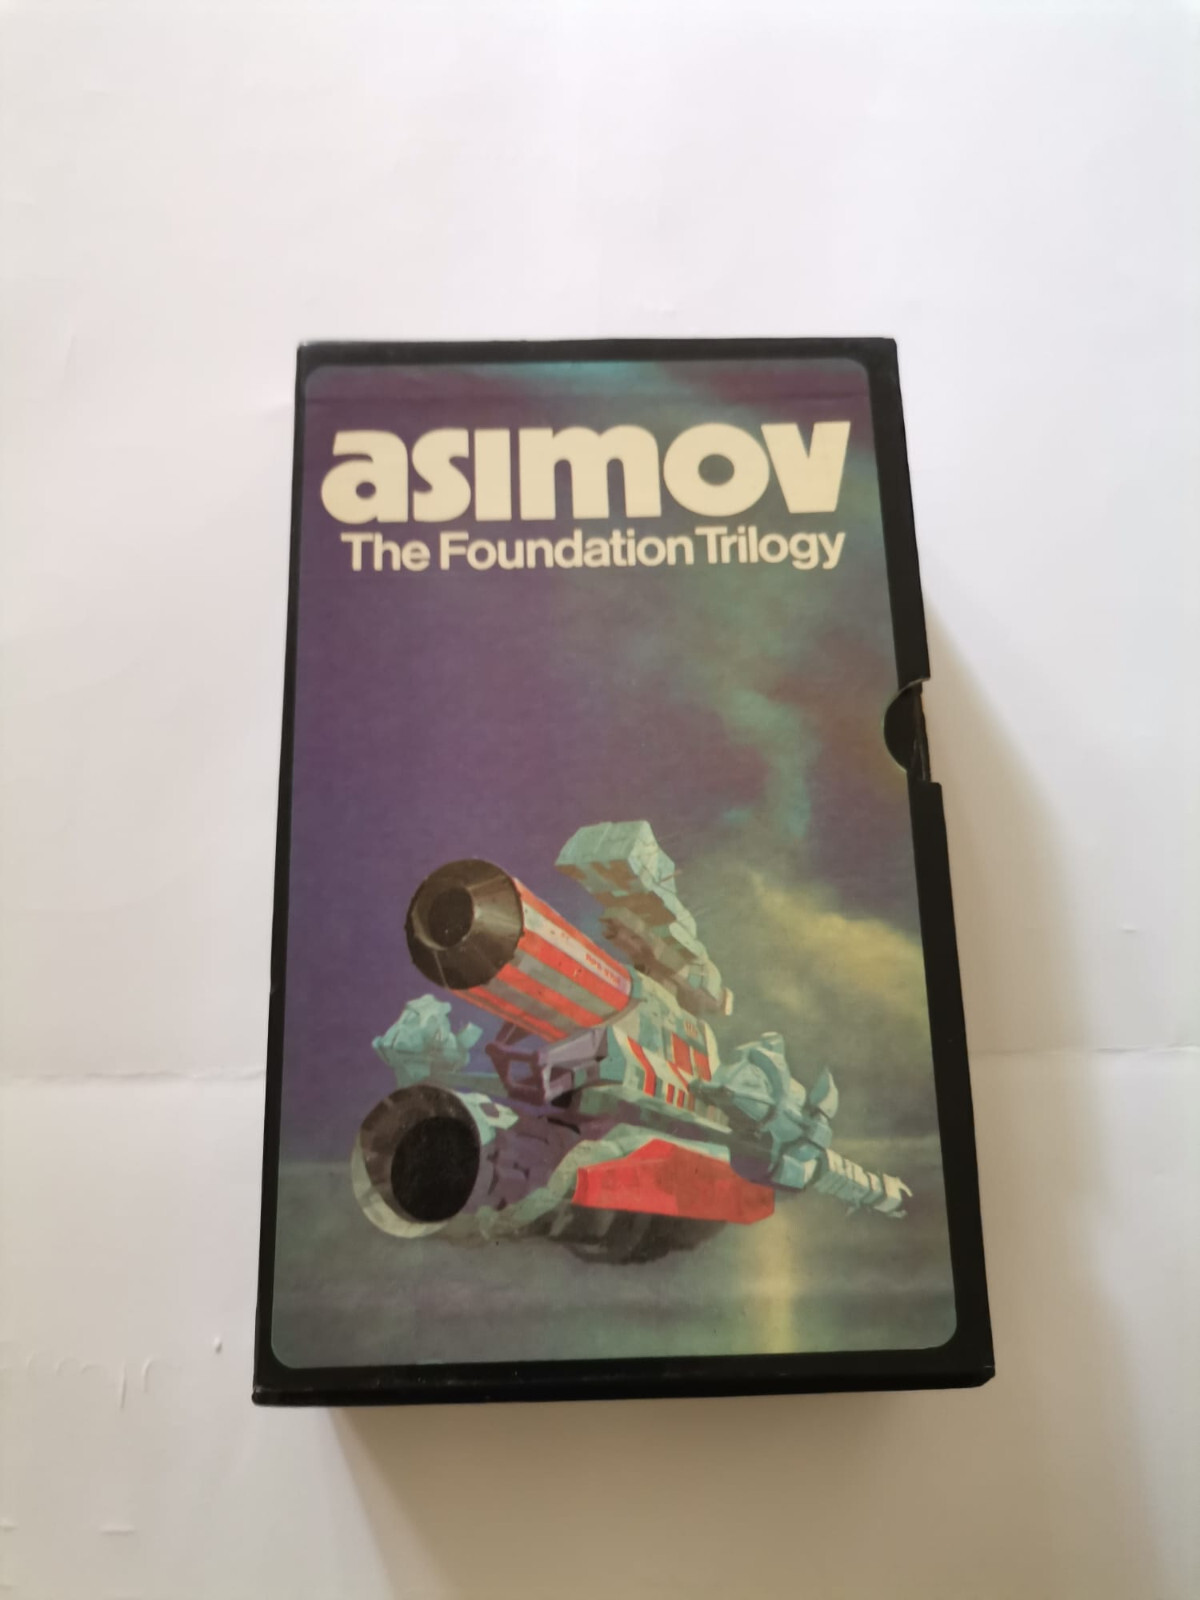 asimov
The Foundation Trilogy